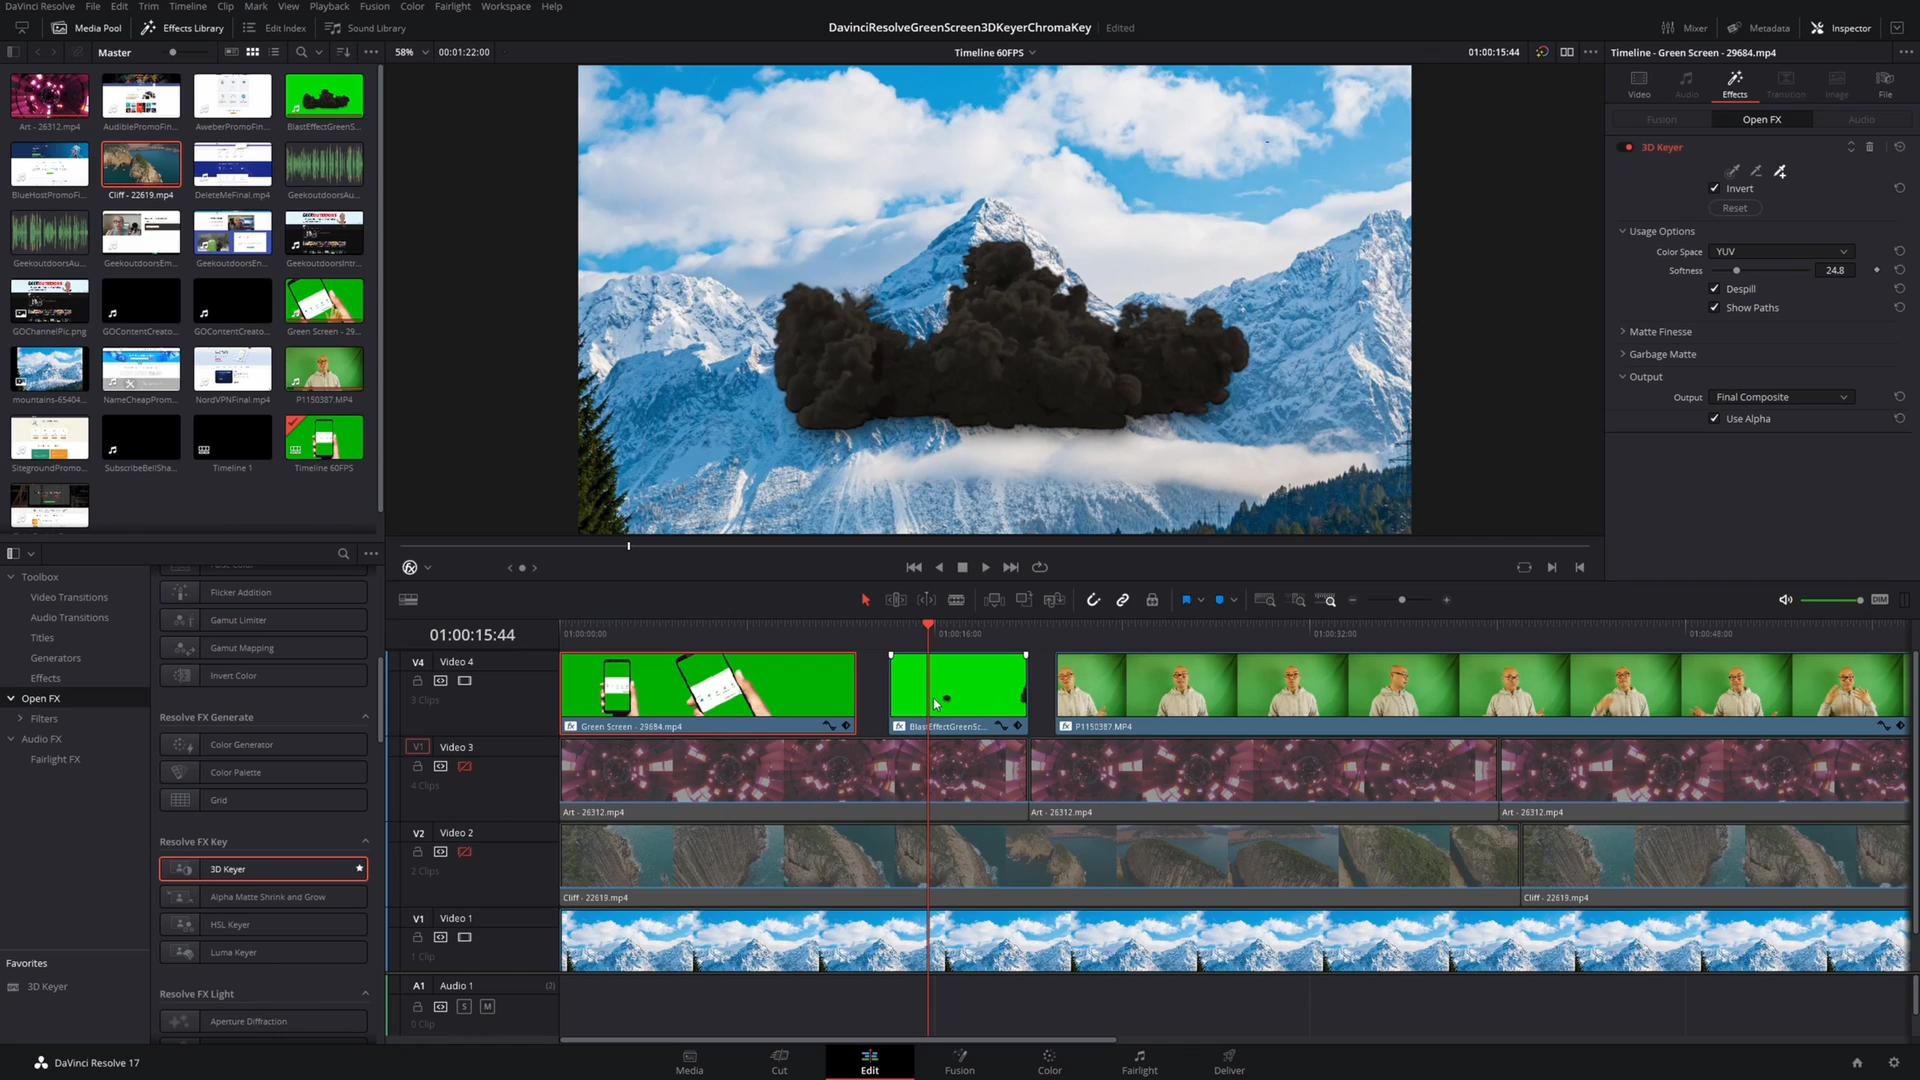 DaVinci Resolve File Edit Trim Timeline Clip Mark View Playback Fusion Color Fairlight Workspace Help
Media Pool Effects Library Edit Index Sound Library DavinciResolveGreenScreen3DKeyerChromaKey Edited Mixer Metadata Inspector
Master 58% 00:01:22:00 Timeline 60FPS 01:00:15:44 Timeline - Green Screen - 29684.mp4
Video Audio Effects Transition Image File
Fusion Open FX Audio
Art - 26312.mp4 AudiblePromoFin... AweberPromoFin... BlastEffectGreenS...
BlueHostPromoFi... Cliff - 22619.mp4 DeleteMeFinal.mp4 GeekoutdoorsAu...
GeekoutdoorsAu... GeekoutdoorsEm... GeekoutdoorsEn... GeekoutdoorsIntr...
GOChannelPic.png GOContentCreato... GOContentCreato... Green Screen - 29...
mountains-65404... NameCheapProm... NordVPNFinal.mp4 P1150387.MP4
SitegroundPromo... SubscribeBellSha... Timeline 1 Timeline 60FPS
3D Keyer
Invert
Reset
Usage Options
Color Space YUV
Softness 24.8
Despill
Show Paths
Matte Finesse
Garbage Matte
Output
Output Final Composite
Use Alpha
Toolbox
Video Transitions
Audio Transitions
Titles
Generators
Effects
Open FX
Filters
Audio FX
Fairlight FX
Favorites
3D Keyer
Flicker Addition
Gamut Limiter
Gamut Mapping
Invert Color
Resolve FX Generate
Color Generator
Color Palette
Grid
Resolve FX Key
3D Keyer
Alpha Matte Shrink and Grow
HSL Keyer
Luma Keyer
Resolve FX Light
Aperture Diffraction
DIM
01:00:15:44 01:00:00:00 01:00:16:00 01:00:32:00 01:00:48:00
V4 Video 4
3 Clips
Green Screen - 29684.mp4 BlastEffectGreenSc... P1150387.MP4
V1 Video 3
4 Clips
Art - 26312.mp4 Art - 26312.mp4 Art - 26312.mp4
V2 Video 2
2 Clips
Cliff - 22619.mp4 Cliff - 22619.mp4
V1 Video 1
1 Clip
A1 Audio 1 (2)
S M
0 Clip
DaVinci Resolve 17 Media Cut Edit Fusion Color Fairlight Deliver